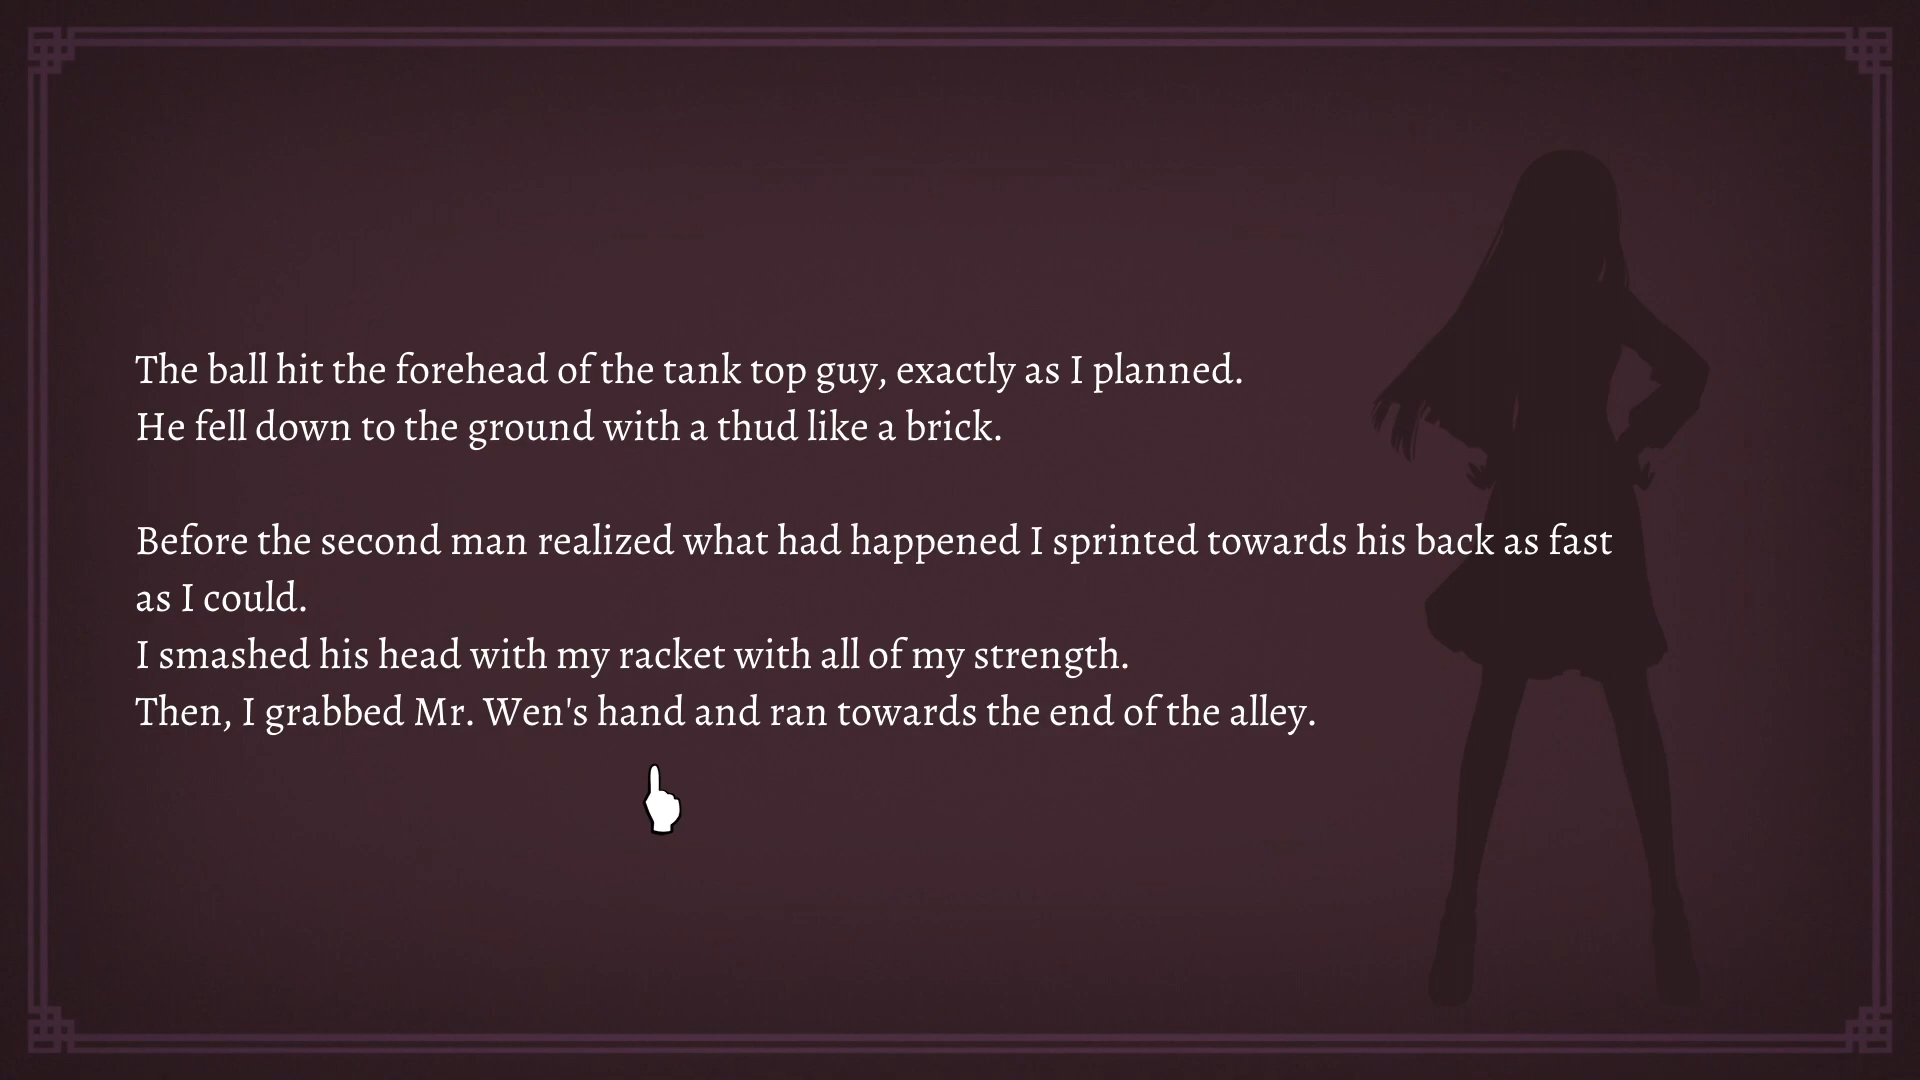 The ball hit the forehead of the tank top guy, exactly as I planned.
He fell down to the ground with a thud like a brick.
Before the second man realized what had happened I sprinted towards his back as fast
as I could.
I smashed his head with my racket with all of my strength.
Then, I grabbed Mr. Wen's hand and ran towards the end of the alley.